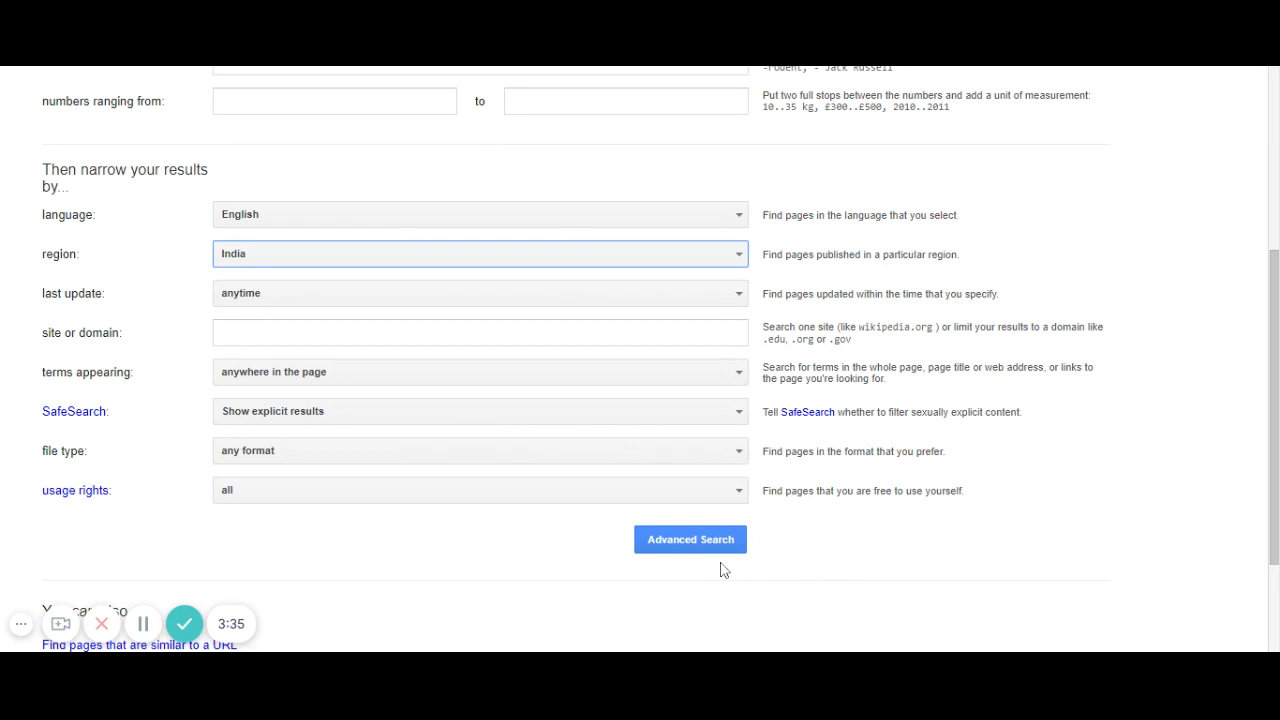 -rodent, - Jack Russell
numbers ranging from:
to
Put two full stops between the numbers and add a unit of measurement:
10..35 kg, £300..£500, 2010..2011
Then narrow your results
by...
language:
English
Find pages in the language that you select.
region:
India
Find pages published in a particular region.
last update:
anytime
Find pages updated within the time that you specify.
site or domain:
Search one site (like wikipedia.org ) or limit your results to a domain like
.edu, .org or .gov
terms appearing:
anywhere in the page
Search for terms in the whole page, page title or web address, or links to
the page you're looking for.
SafeSearch:
Show explicit results
Tell SafeSearch whether to filter sexually explicit content.
file type:
any format
Find pages in the format that you prefer.
usage rights:
all
Find pages that you are free to use yourself.
Advanced Search
3:35
Find pages that are similar to a URL